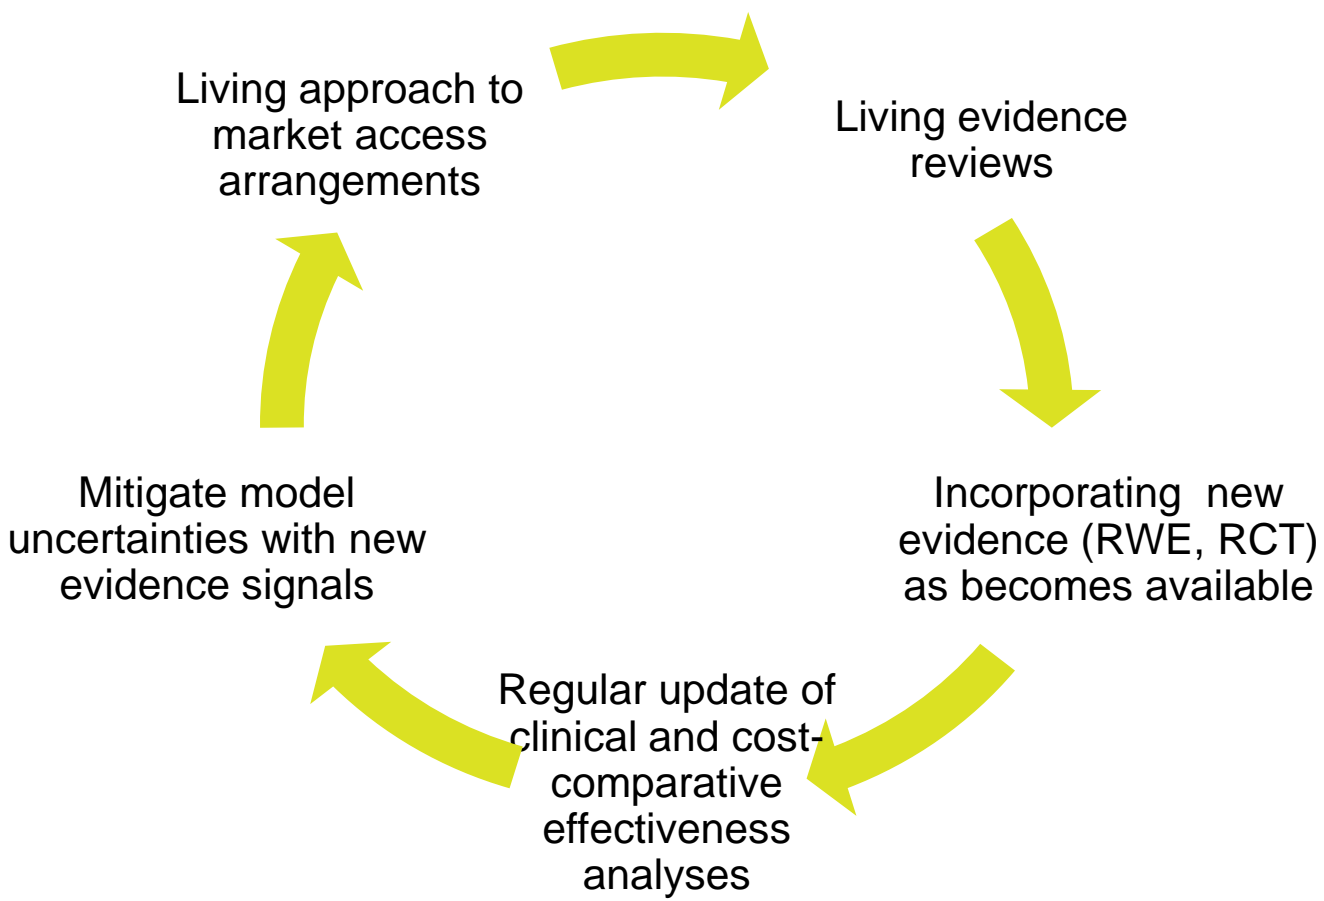 Living approach to
market access
arrangements
Living evidence
reviews
Incorporating  new
evidence (RWE, RCT)
as becomes available
Regular update of
clinical and cost-
comparative
effectiveness
analyses
Mitigate model
uncertainties with new
evidence signals